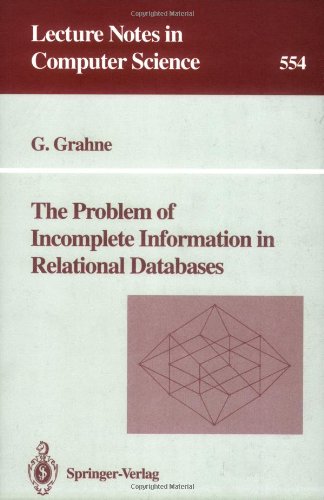 Lecture Notes in
Computer Science
554
G. Grahne
The Problem of
Incomplete Information in
Relational Databases
Springer-Verlag